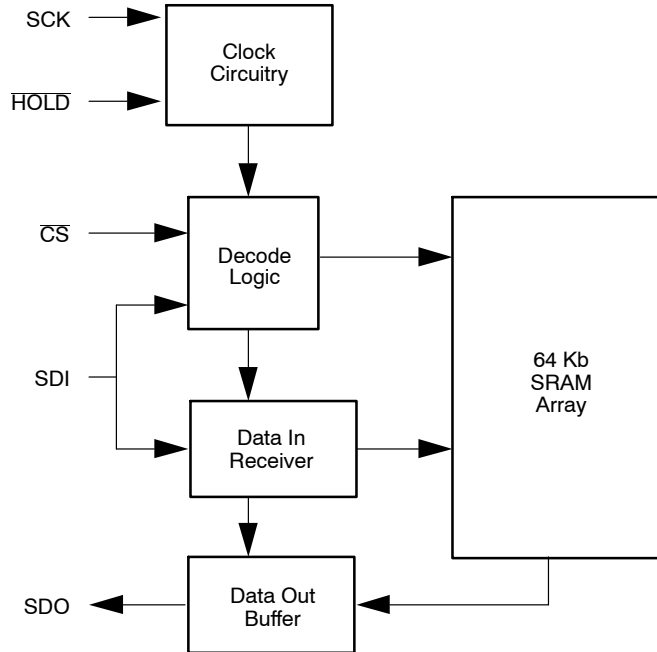 SCK
Clock
Circuitry
HOLD
CS
Decode
Logic
SDI
64 Kb
SRAM
Array
Data In
Receiver
SDO
Data Out
Buffer